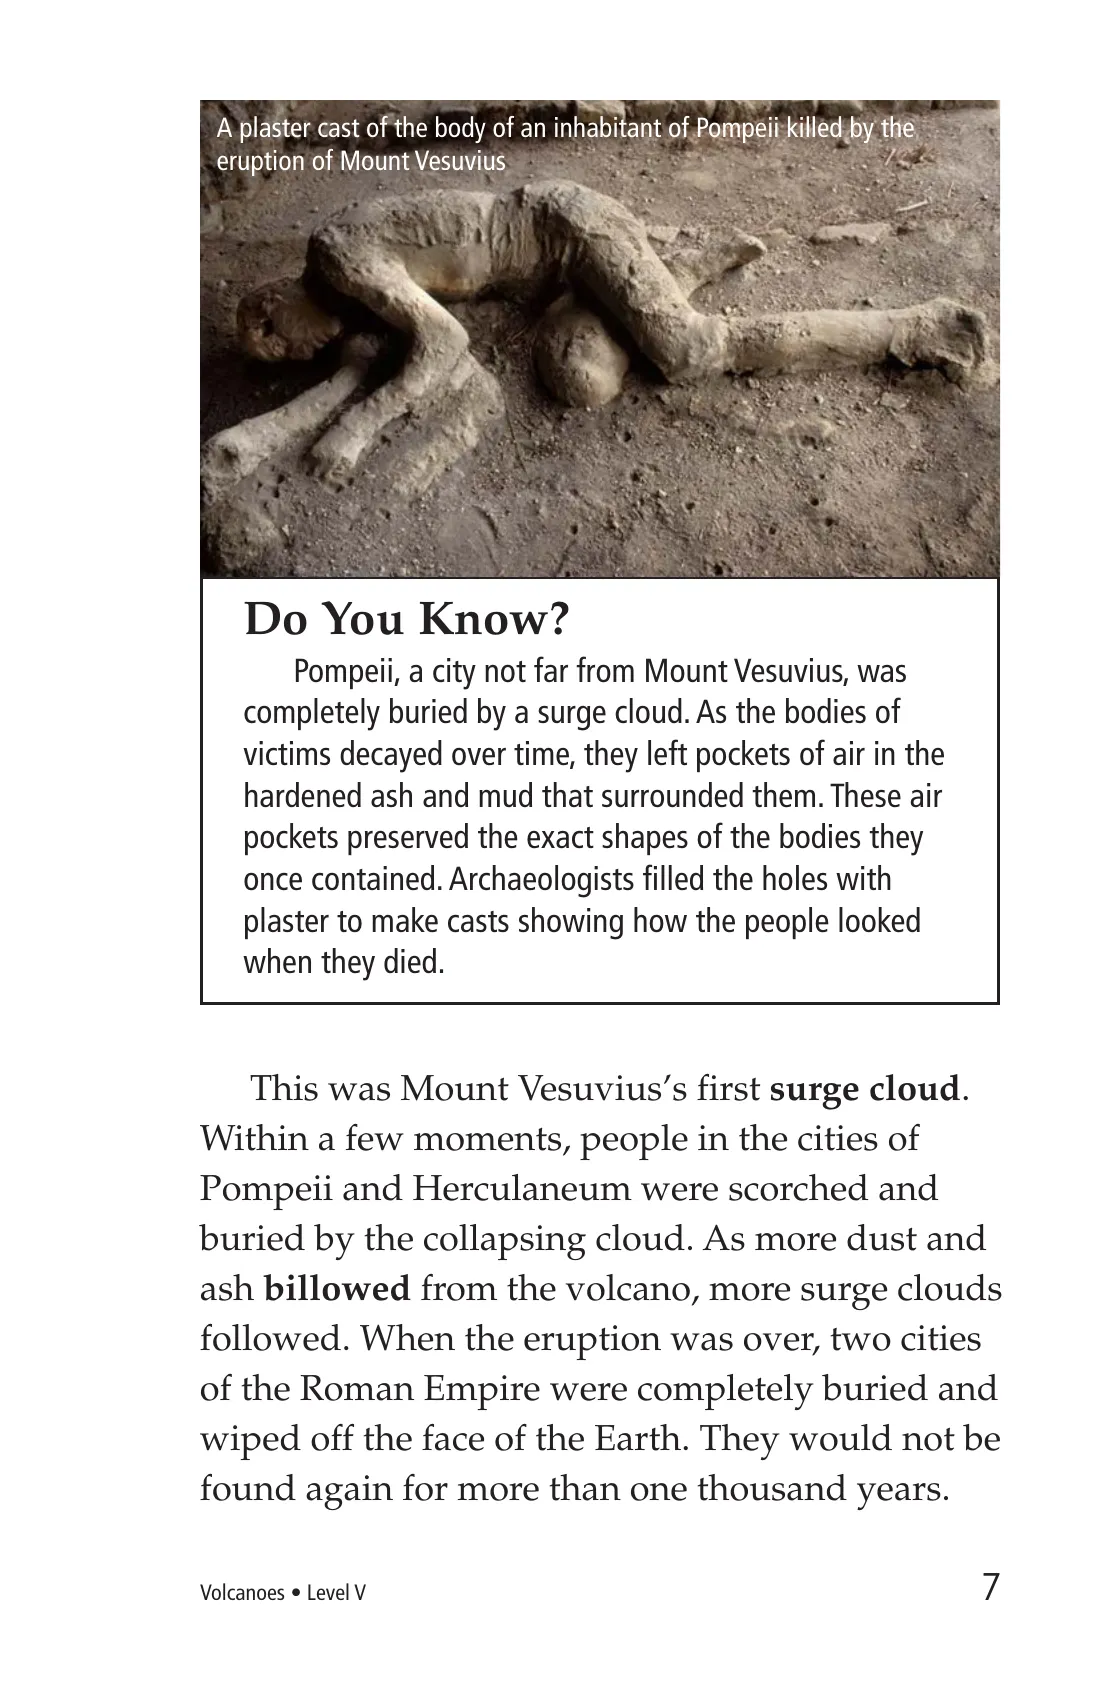 A plaster cast of the body of an inhabitant of Pompeii killed by the
eruption of Mount Vesuvius
Do You Know?
Pompeii, a city not far from Mount Vesuvius, was
completely buried by a surge cloud. As the bodies of
victims decayed over time, they left pockets of air in the
hardened ash and mud that surrounded them. These air
pockets preserved the exact shapes of the bodies they
once contained. Archaeologists filled the holes with
plaster to make casts showing how the people looked
when they died.
This was Mount Vesuvius’s first surge cloud.
Within a few moments, people in the cities of
Pompeii and Herculaneum were scorched and
buried by the collapsing cloud. As more dust and
ash billowed from the volcano, more surge clouds
followed. When the eruption was over, two cities
of the Roman Empire were completely buried and
wiped off the face of the Earth. They would not be
found again for more than one thousand years.
Volcanoes • Level V
7